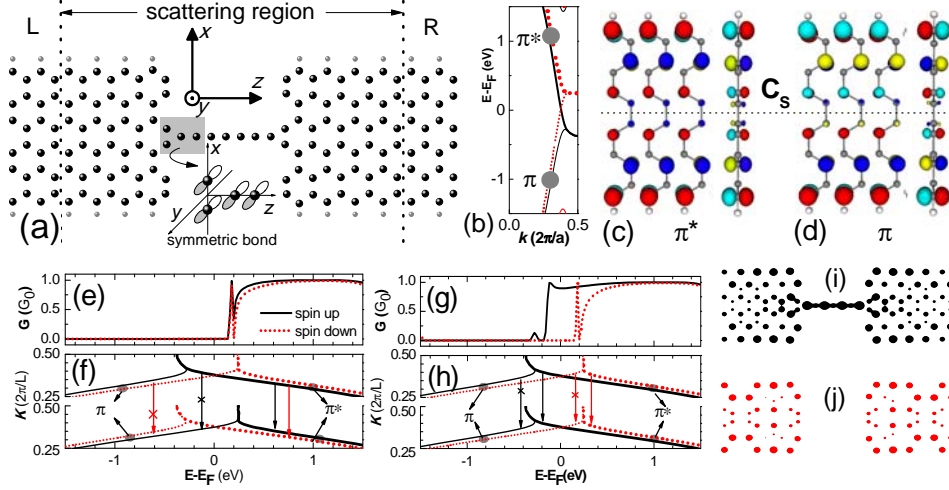 L
scattering region
R
x
y
z
x
y
z
symmetric bond
(a)
E-E_F (eV)
1
0
-1
π*
π
0.5
k (2π/a)
(b)
C_S
(c)
π*
(d)
π
(e)
G (G_0)
1.0
0.5
0.0
spin up
spin down
(f)
K (2π/L)
0.50
0.25
0.50
0.25
π
π*
-1
0
1
E-E_F (eV)
(g)
G (G_0)
1.0
0.5
0.0
(h)
K (2π/L)
0.50
0.25
0.50
0.25
π
π*
-1
0
1
E-E_F (eV)
(i)
(j)